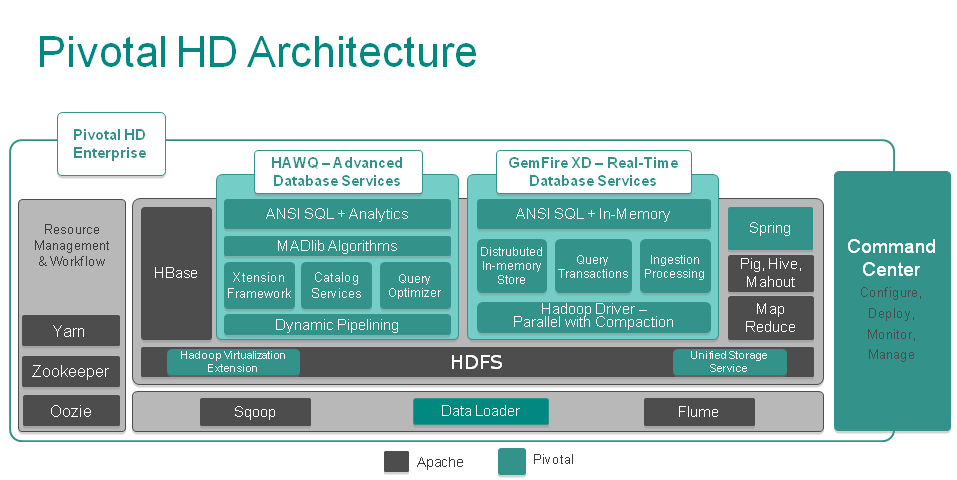 Pivotal HD Architecture
Pivotal HD
Enterprise
HAWQ – Advanced
Database Services
GemFire XD – Real-Time
Database Services
Resource
Management
& Workflow
Yarn
Zookeeper
Oozie
HBase
ANSI SQL + Analytics
MADlib Algorithms
Xtension
Framework
Catalog
Services
Query
Optimizer
Dynamic Pipelining
ANSI SQL + In-Memory
Distrubuted
In-memory
Store
Query
Transactions
Ingestion
Processing
Hadoop Driver –
Parallel with Compaction
Spring
Pig, Hive,
Mahout
Map
Reduce
Hadoop Virtualization
Extension
HDFS
Unified Storage
Service
Sqoop
Data Loader
Flume
Command
Center
Configure,
Deploy,
Monitor,
Manage
Apache
Pivotal